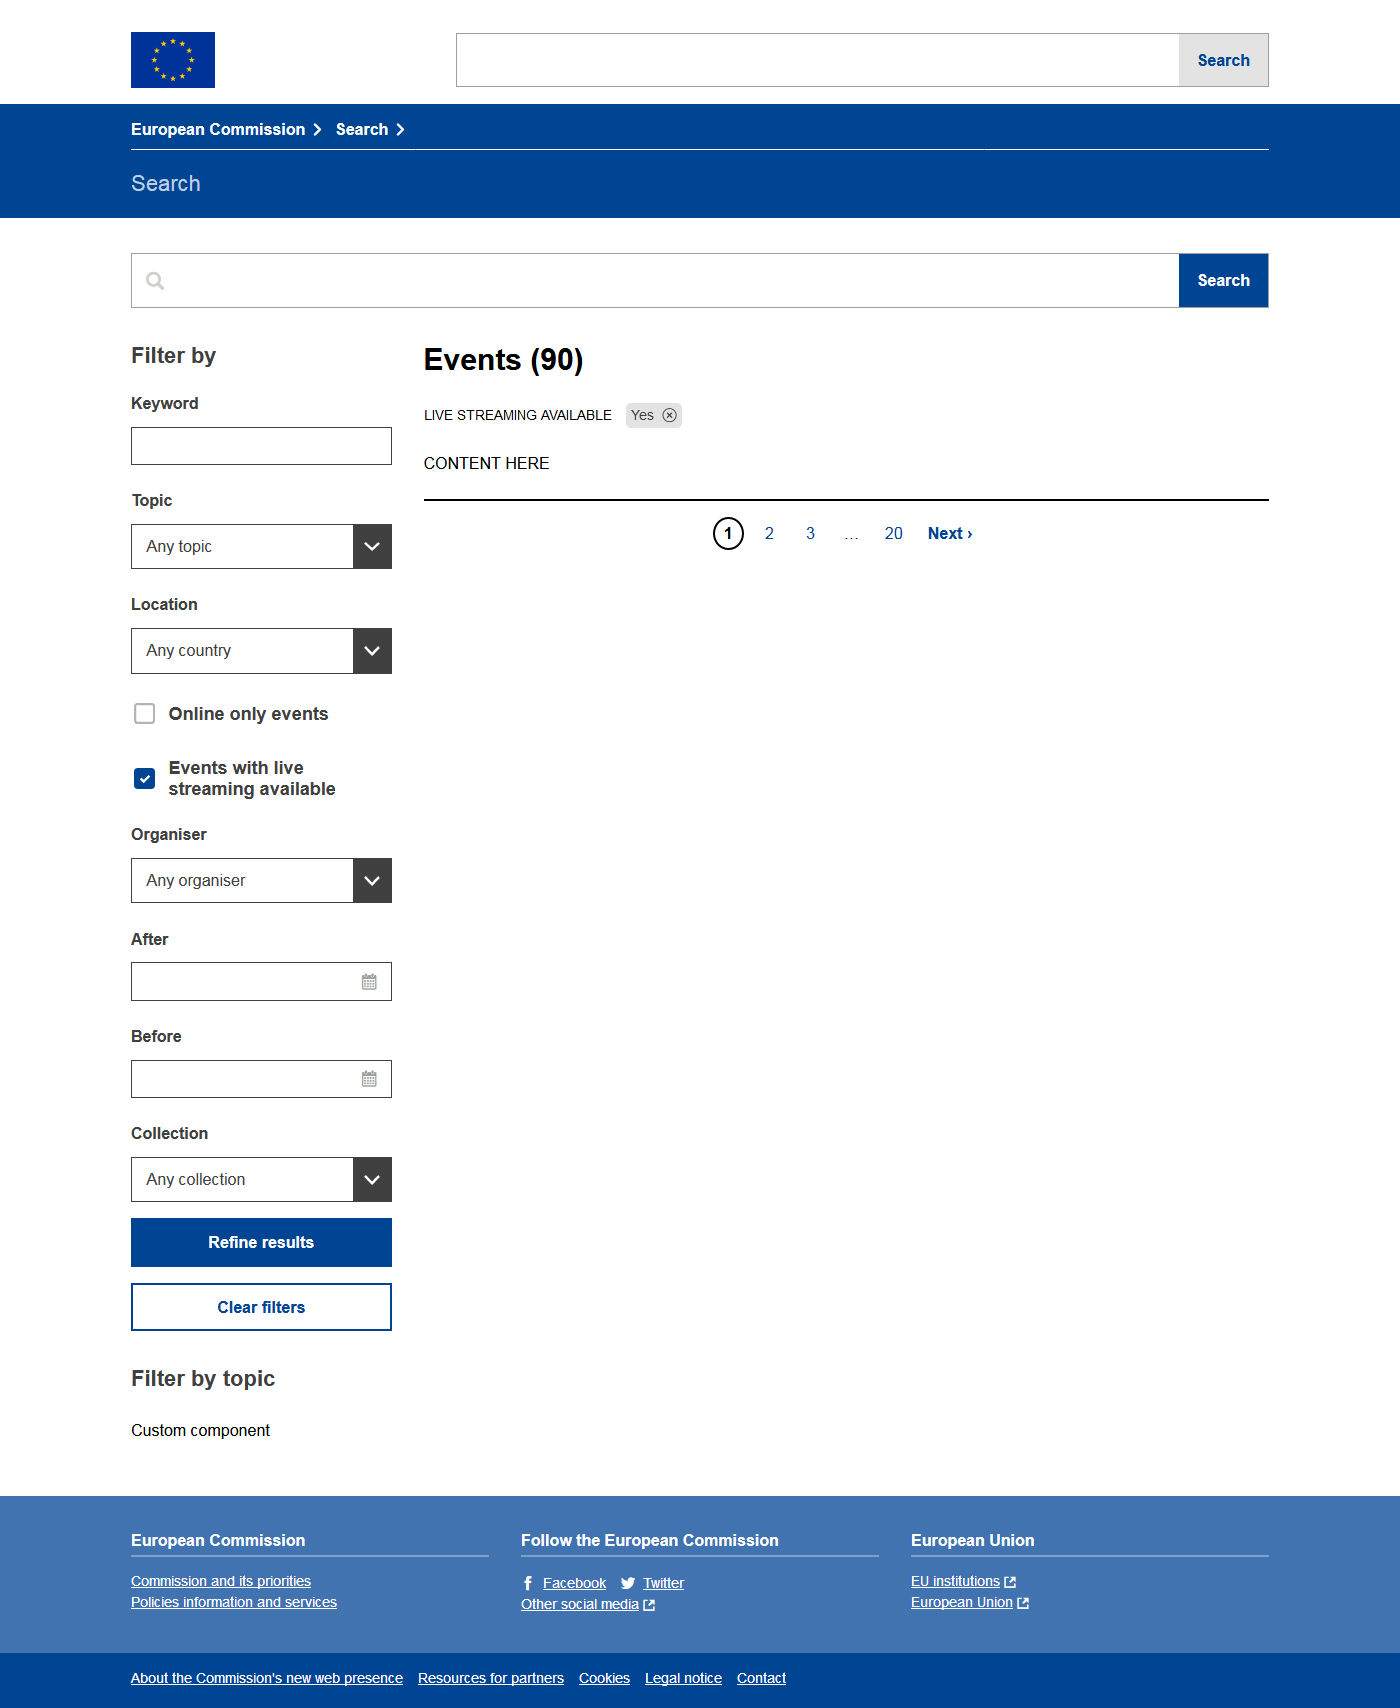 Search
European Commission Search
Search
Search
Filter by
Keyword
Topic
Any topic
Location
Any country
Online only events
Events with live
streaming available
Organiser
Any organiser
After
Before
Collection
Any collection
Refine results
Clear filters
Filter by topic
Custom component
Events (90)
LIVE STREAMING AVAILABLE Yes
CONTENT HERE
1 2 3 ... 20 Next ›
European Commission
Commission and its priorities
Policies information and services
Follow the European Commission
Facebook Twitter
Other social media
European Union
EU institutions
European Union
About the Commission's new web presence Resources for partners Cookies Legal notice Contact